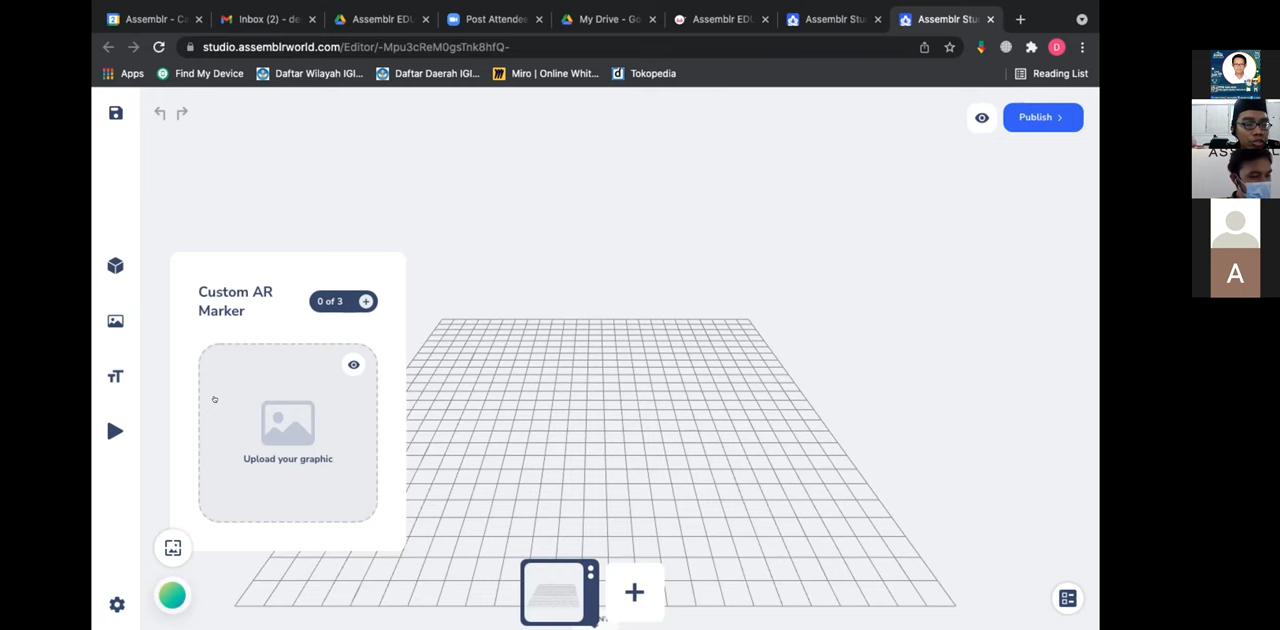 Assemblr - Ca
Inbox (2) - de
Assemblr EDU
Post Attendee
My Drive - Go
Assemblr EDU
Assemblr Stu
Assemblr Stu
studio.assemblrworld.com/Editor/-Mpu3cReM0gsTnk8hfQ-
D
Apps
Find My Device
Daftar Wilayah IGI...
Daftar Daerah IGI...
Miro | Online Whit...
Tokopedia
Reading List
Publish
Custom AR
Marker
0 of 3
Upload your graphic
A